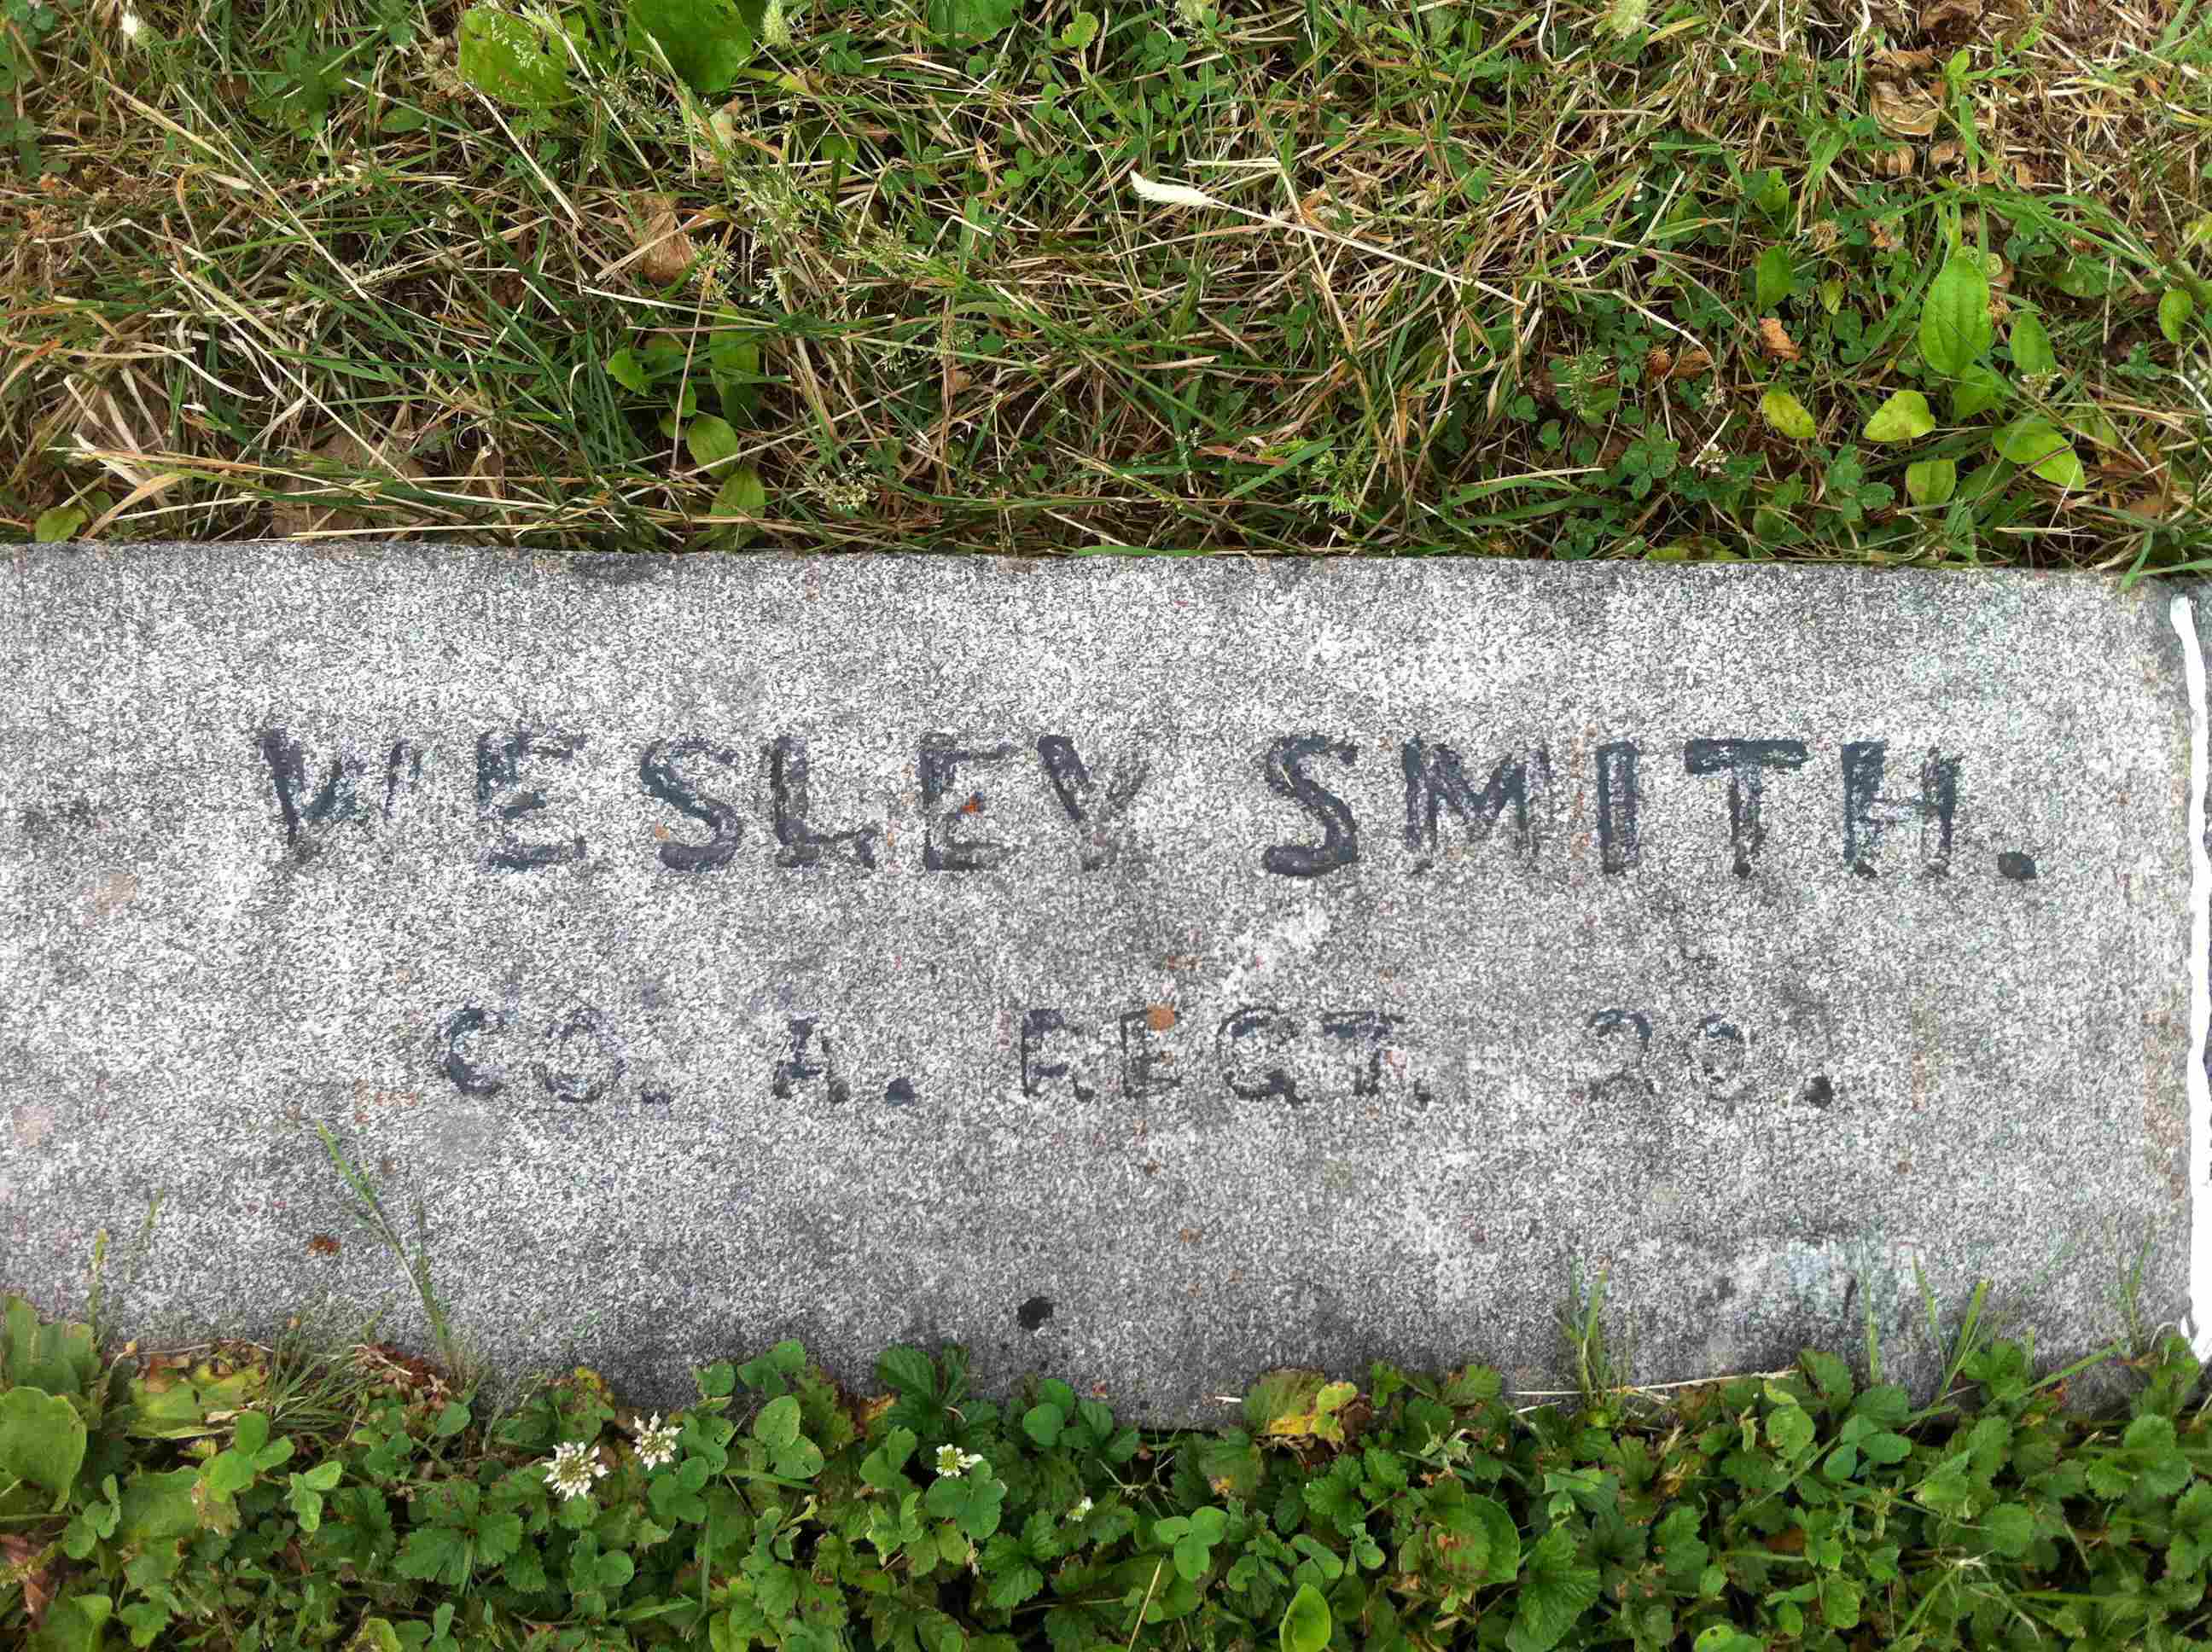 WESLEY SMITH.
CO. A. REGT. 20.